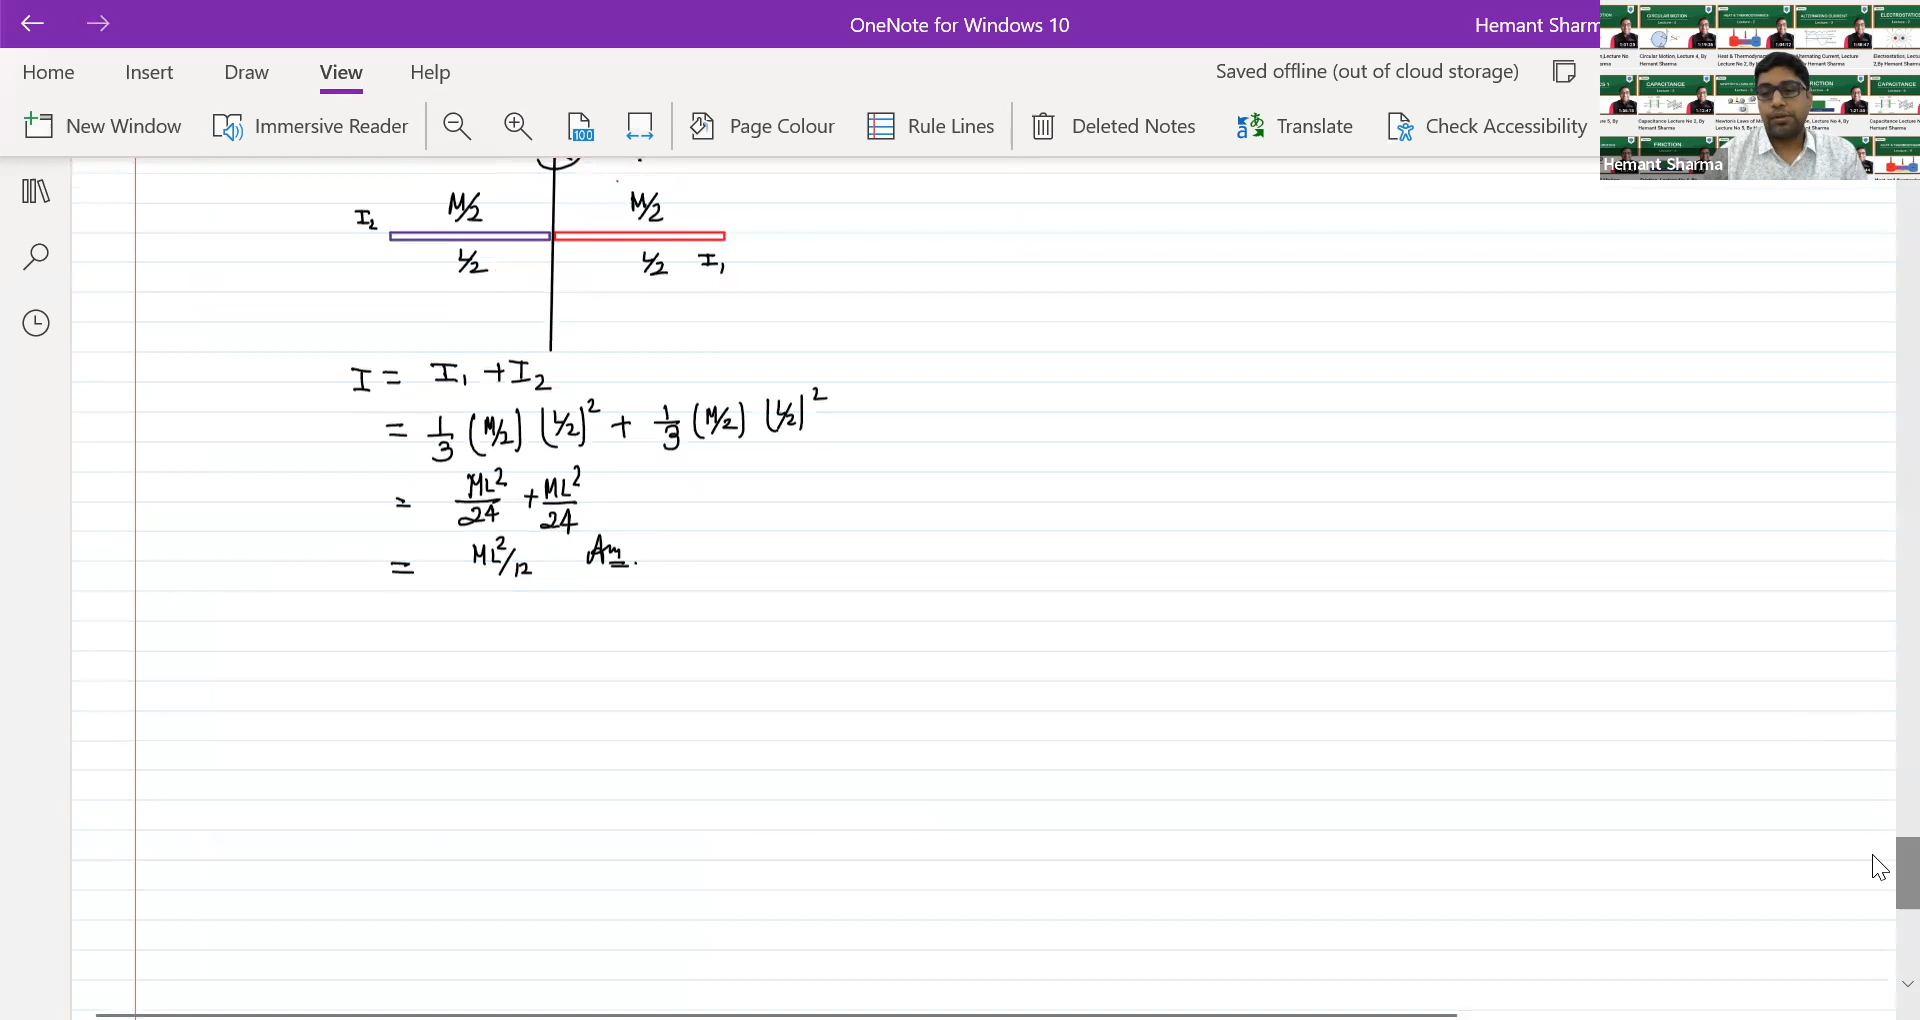 OneNote for Windows 10
Hemant Sharm
Home Insert Draw View Help
Saved offline (out of cloud storage)
New Window Immersive Reader 100 Page Colour Rule Lines Deleted Notes Translate Check Accessibility
Hemant Sharma
I₂ M/2 M/2
L/2 L/2 I₁
I = I₁ + I₂
= 1/3 (M/2) (L/2)² + 1/3 (M/2) (L/2)²
= ML²/24 + ML²/24
= ML²/12 Ans.